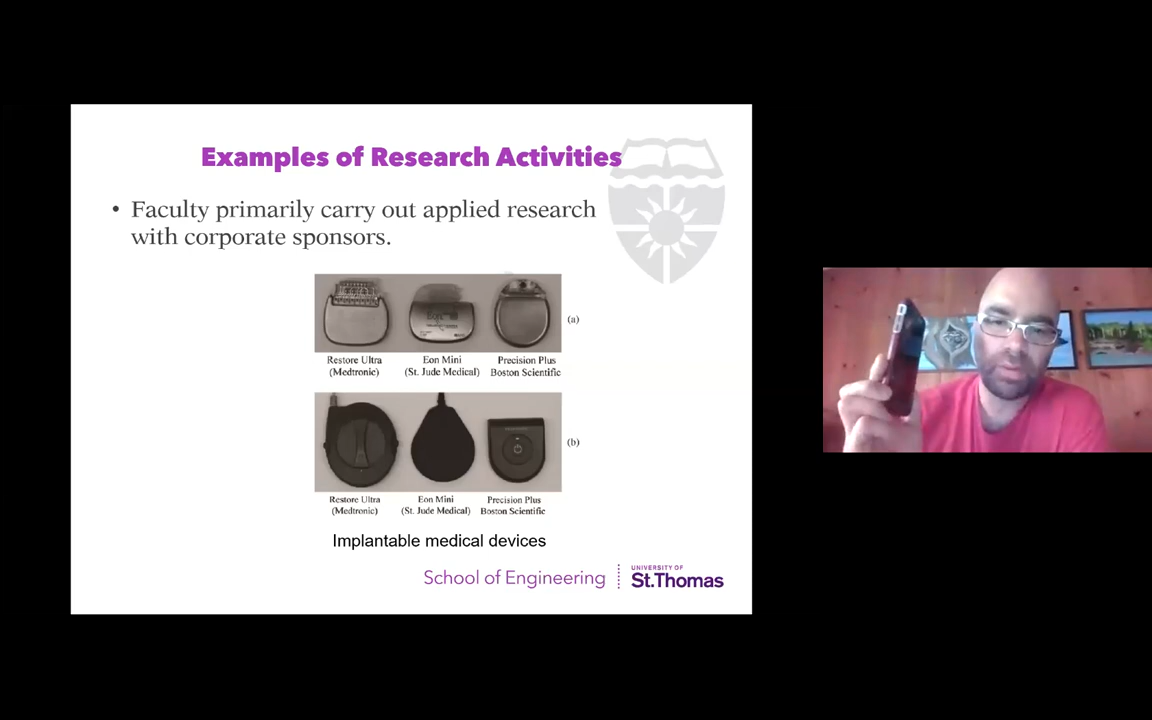 Examples of Research Activities
• Faculty primarily carry out applied research
with corporate sponsors.
Eon
(a)
Restore Ultra
(Medtronic)
Eon Mini
(St. Jude Medical)
Precision Plus
Boston Scientific
(b)
Restore Ultra
(Medtronic)
Eon Mini
(St. Jude Medical)
Precision Plus
Boston Scientific
Implantable medical devices
School of Engineering
UNIVERSITY OF
St.Thomas